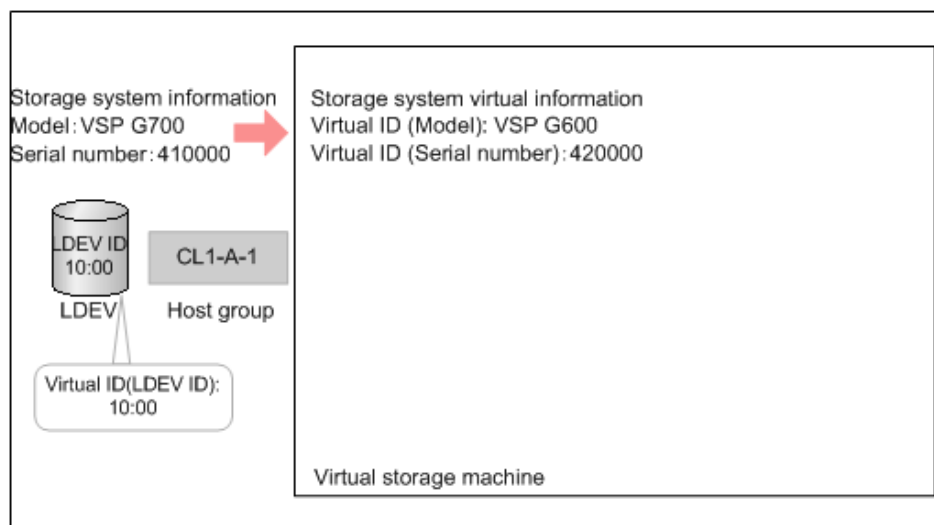 Storage system information
Model: VSP G700
Serial number: 410000
Storage system virtual information
Virtual ID (Model): VSP G600
Virtual ID (Serial number): 420000
LDEV ID
10:00
LDEV
CL1-A-1
Host group
Virtual ID(LDEV ID):
10:00
Virtual storage machine